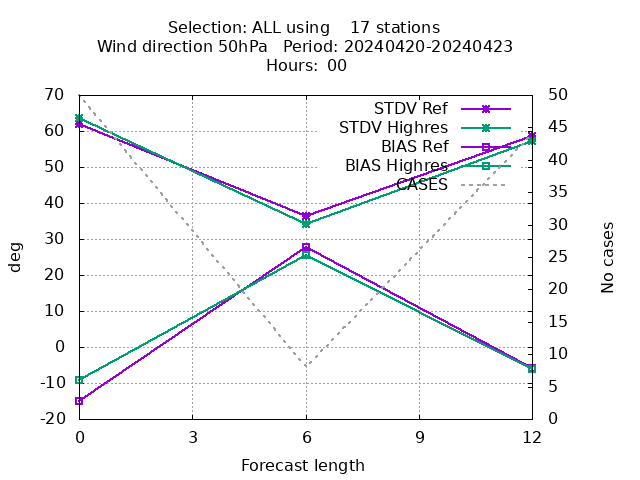 Selection: ALL using    17 stations
Wind direction 50hPa   Period: 20240420-20240423
Hours: 00
70
60
50
40
30
20
10
0
-10
-20
deg
50
45
40
35
30
25
20
15
10
5
0
No cases
STDV Ref
STDV Highres
BIAS Ref
BIAS Highres
CASES
0 3 6 9 12
Forecast length